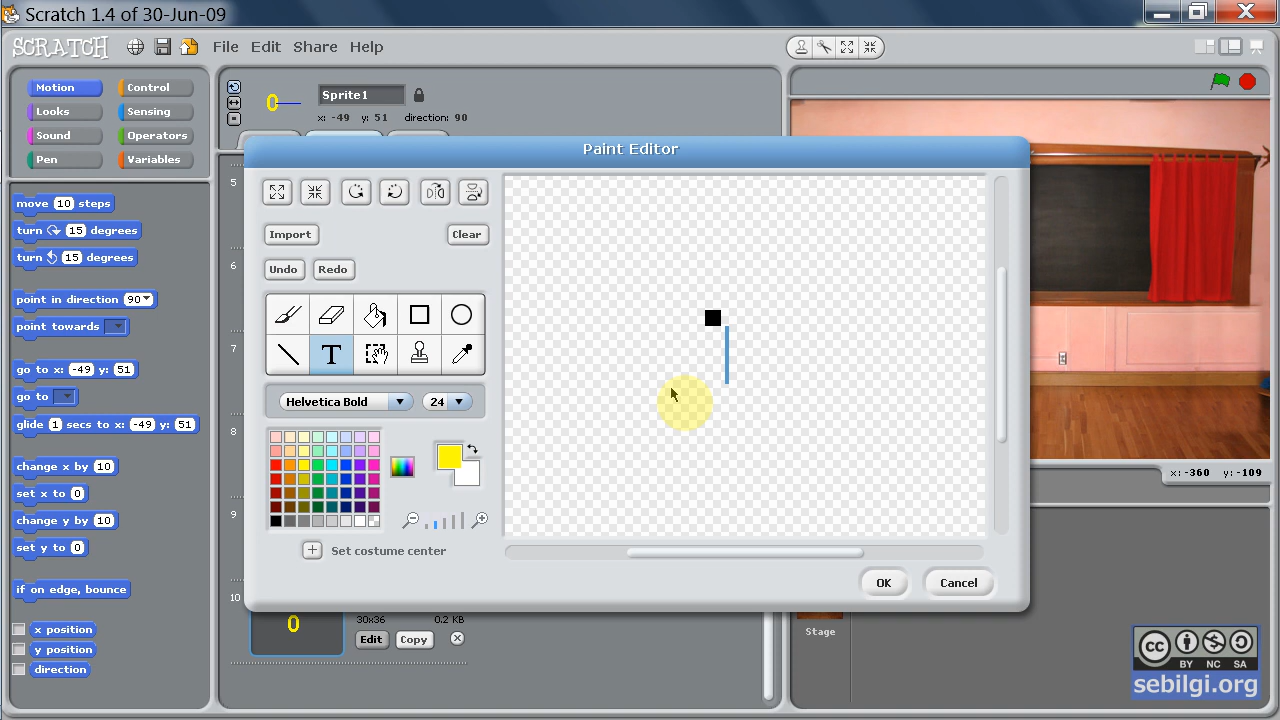 Scratch 1.4 of 30-Jun-09
SCRATCH
File Edit Share Help
Motion Control
Looks Sensing
Sound Operators
Pen Variables
Sprite1
x: -49 y: 51 direction: 90
0
move 10 steps
turn 15 degrees
turn 15 degrees
point in direction 90
point towards
go to x: -49 y: 51
go to
glide 1 secs to x: -49 y: 51
change x by 10
set x to 0
change y by 10
set y to 0
if on edge, bounce
x position
y position
direction
5
6
7
8
9
10
Paint Editor
Import Clear
Undo Redo
T
Helvetica Bold 24
Set costume center
OK Cancel
0
30x36 0.2 KB
Edit Copy
x: -360 y: -109
Stage
cc BY NC SA
sebilgi.org